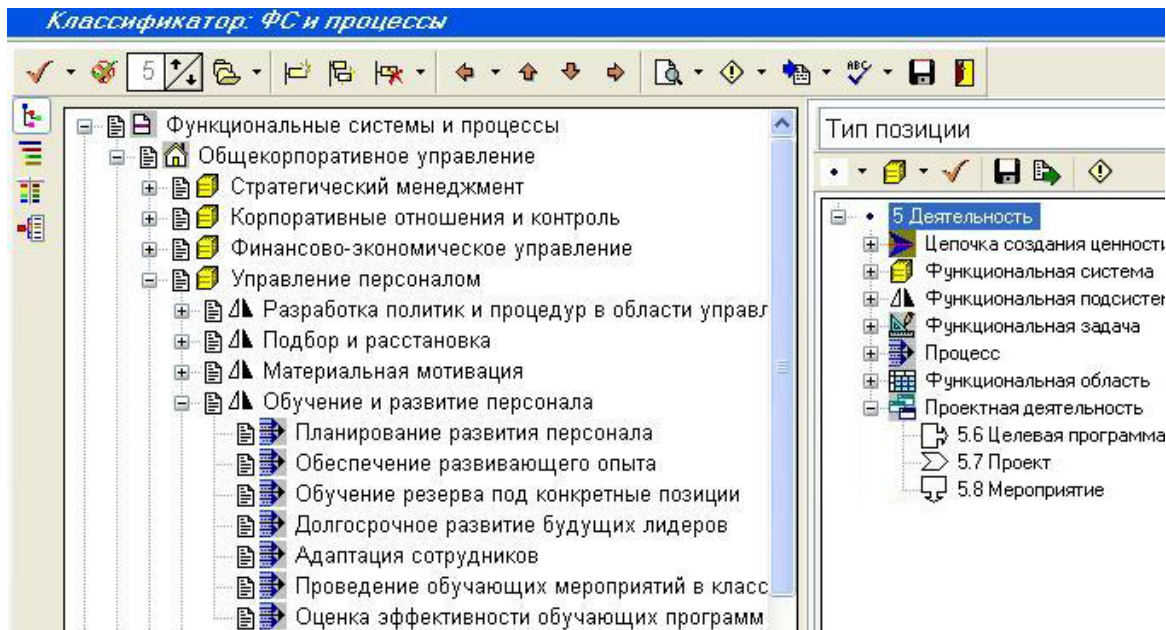 Классификатор: ФС и процессы
5
ABC
Функциональные системы и процессы
Общекорпоративное управление
Стратегический менеджмент
Корпоративные отношения и контроль
Финансово-экономическое управление
Управление персоналом
Разработка политик и процедур в области управл
Подбор и расстановка
Материальная мотивация
Обучение и развитие персонала
Планирование развития персонала
Обеспечение развивающего опыта
Обучение резерва под конкретные позиции
Долгосрочное развитие будущих лидеров
Адаптация сотрудников
Проведение обучающих мероприятий в класс
Оценка эффективности обучающих программ
Тип позиции
5 Деятельность
Цепочка создания ценности
Функциональная система
Функциональная подсистем
Функциональная задача
Процесс
Функциональная область
Проектная деятельность
5.6 Целевая программа
5.7 Проект
5.8 Мероприятие